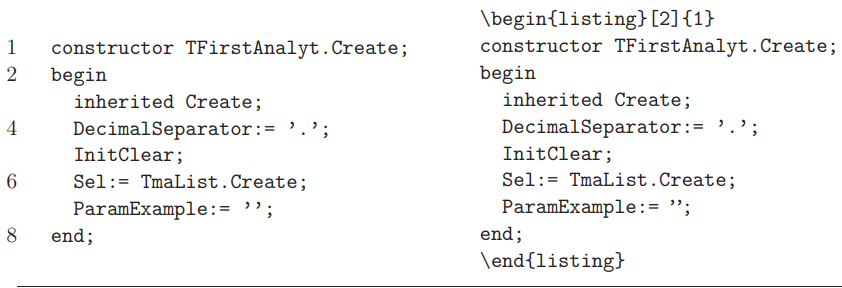 1 constructor TFirstAnalyt.Create;
2 begin
inherited Create;
4 DecimalSeparator:= ’.’;
InitClear;
6 Sel:= TmaList.Create;
ParamExample:= ’’;
8 end;
\begin{listing}[2]{1}
constructor TFirstAnalyt.Create;
begin
inherited Create;
DecimalSeparator:= ’.’;
InitClear;
Sel:= TmaList.Create;
ParamExample:= ”;
end;
\end{listing}